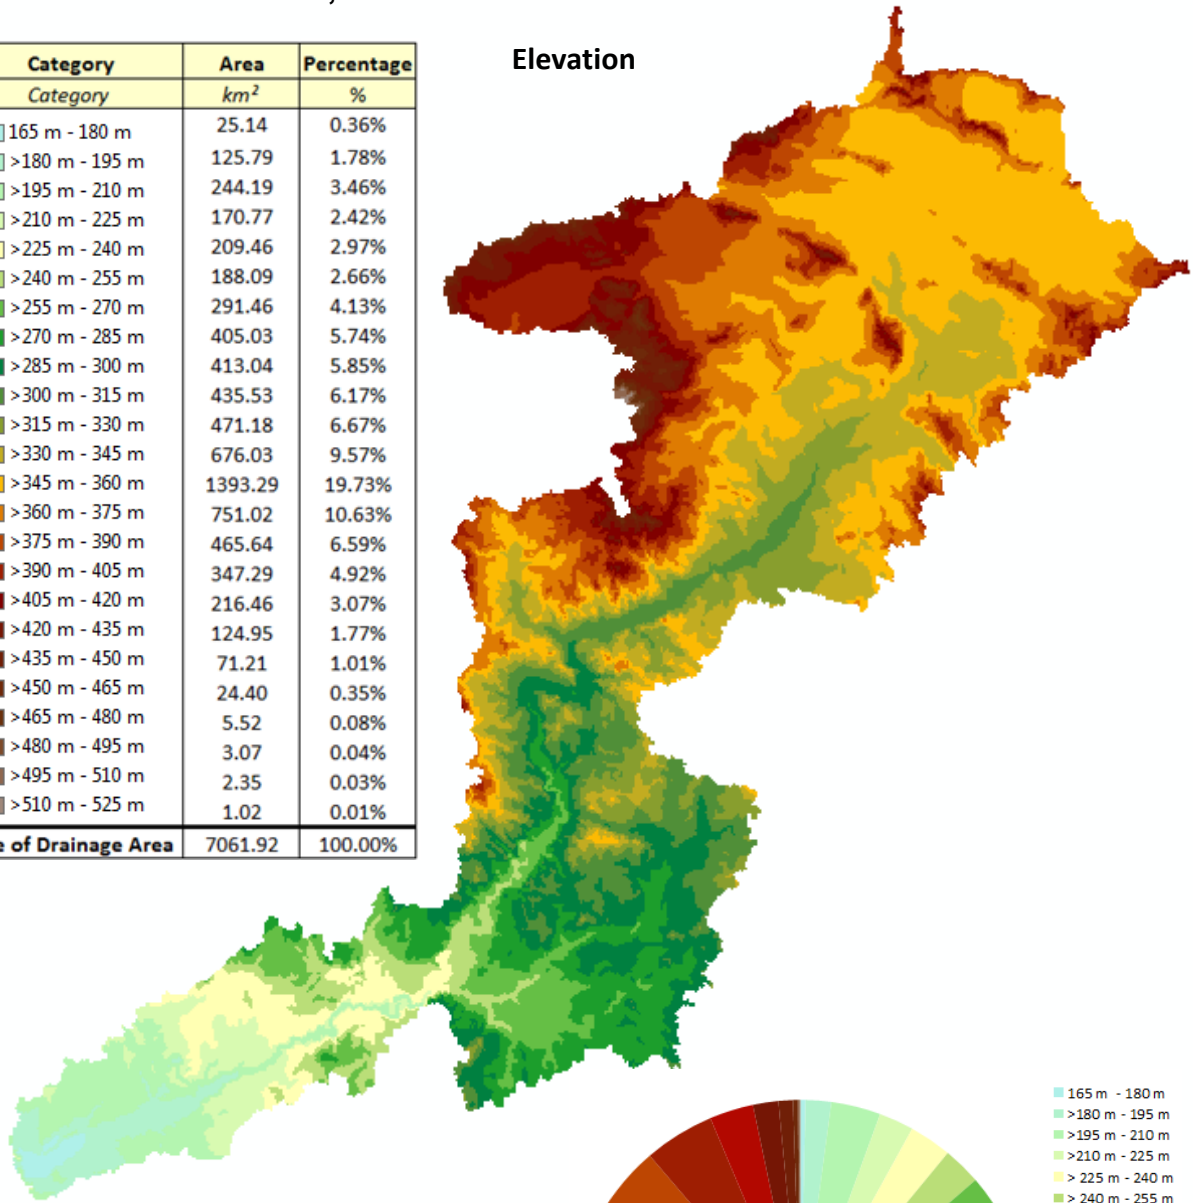 Elevation
Category Area Percentage
Category km² %
165 m - 180 m 25.14 0.36%
>180 m - 195 m 125.79 1.78%
>195 m - 210 m 244.19 3.46%
>210 m - 225 m 170.77 2.42%
>225 m - 240 m 209.46 2.97%
>240 m - 255 m 188.09 2.66%
>255 m - 270 m 291.46 4.13%
>270 m - 285 m 405.03 5.74%
>285 m - 300 m 413.04 5.85%
>300 m - 315 m 435.53 6.17%
>315 m - 330 m 471.18 6.67%
>330 m - 345 m 676.03 9.57%
>345 m - 360 m 1393.29 19.73%
>360 m - 375 m 751.02 10.63%
>375 m - 390 m 465.64 6.59%
>390 m - 405 m 347.29 4.92%
>405 m - 420 m 216.46 3.07%
>420 m - 435 m 124.95 1.77%
>435 m - 450 m 71.21 1.01%
>450 m - 465 m 24.40 0.35%
>465 m - 480 m 5.52 0.08%
>480 m - 495 m 3.07 0.04%
>495 m - 510 m 2.35 0.03%
>510 m - 525 m 1.02 0.01%
e of Drainage Area 7061.92 100.00%
165 m - 180 m
>180 m - 195 m
>195 m - 210 m
>210 m - 225 m
> 225 m - 240 m
> 240 m - 255 m